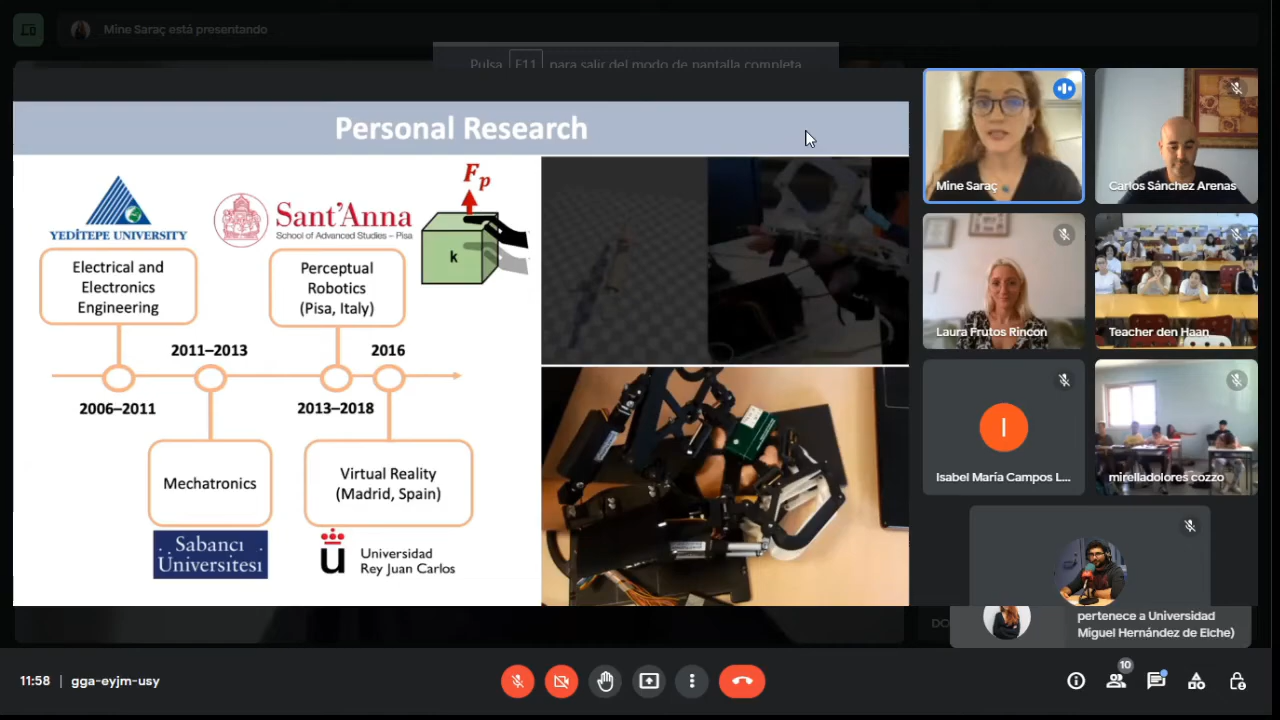 Mine Saraç está presentando
Pulsa F11 para salir del modo de pantalla completa
Personal Research
YEDİTEPE UNIVERSITY
Sant'Anna
School of Advanced Studies – Pisa
Fp
k
Electrical and
Electronics
Engineering
Perceptual
Robotics
(Pisa, Italy)
2011–2013
2016
2006–2011
2013–2018
Mechatronics
Virtual Reality
(Madrid, Spain)
Sabancı
Üniversitesi
u
Universidad
Rey Juan Carlos
Mine Saraç
Carlos Sánchez Arenas
Laura Frutos Rincón
Teacher den Haan
I
Isabel María Campos L...
mirelladolores cozzo
pertenece a Universidad
Miguel Hernández de Elche)
11:58 | gga-eyjm-usy
10